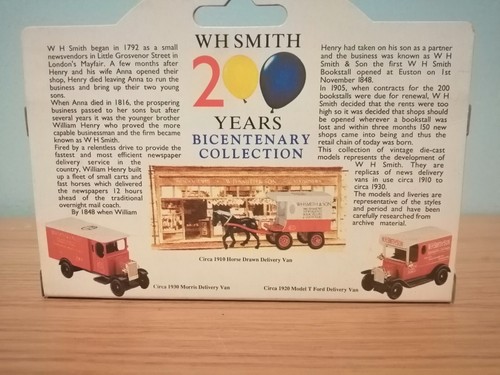 WH SMITH
200
YEARS
BICENTENARY
COLLECTION
W H Smith began in 1792 as a small
newsvendors in Little Grosvenor Street in
London's Mayfair. A few months after
Henry and his wife Anna opened their
shop, Henry died leaving Anna to run the
business and bring up their two young
sons.
When Anna died in 1816, the prospering
business passed to her sons but after
several years it was the younger brother
William Henry who proved the more
capable businessman and the firm became
known as W H Smith.
Fired by a relentless drive to provide the
fastest and most efficient newspaper
delivery service in the
country, William Henry built
up a fleet of small carts and
fast horses which delivered
the newspapers 12 hours
ahead of the traditional
overnight mail coach.
By 1848 when William
Henry had taken on his son as a partner
and the business was known as W H
Smith & Son the first W H Smith
Bookstall opened at Euston on 1st
November 1848.
In 1905, when contracts for the 200
bookstalls were due for renewal, W H
Smith decided that the rents were too
high so it was decided that shops should
be opened wherever a bookstall was
lost and within three months 150 new
shops came into being and thus the
retail chain of today was born.
This collection of vintage die-cast
models represents the development of
W H Smith. They are
replicas of news delivery
vans in use circa 1910 to
circa 1930.
The models and liveries are
representative of the styles
and period and have been
carefully researched from
archive material.
Circa 1910 Horse Drawn Delivery Van
Circa 1930 Morris Delivery Van
Circa 1920 Model T Ford Delivery Van